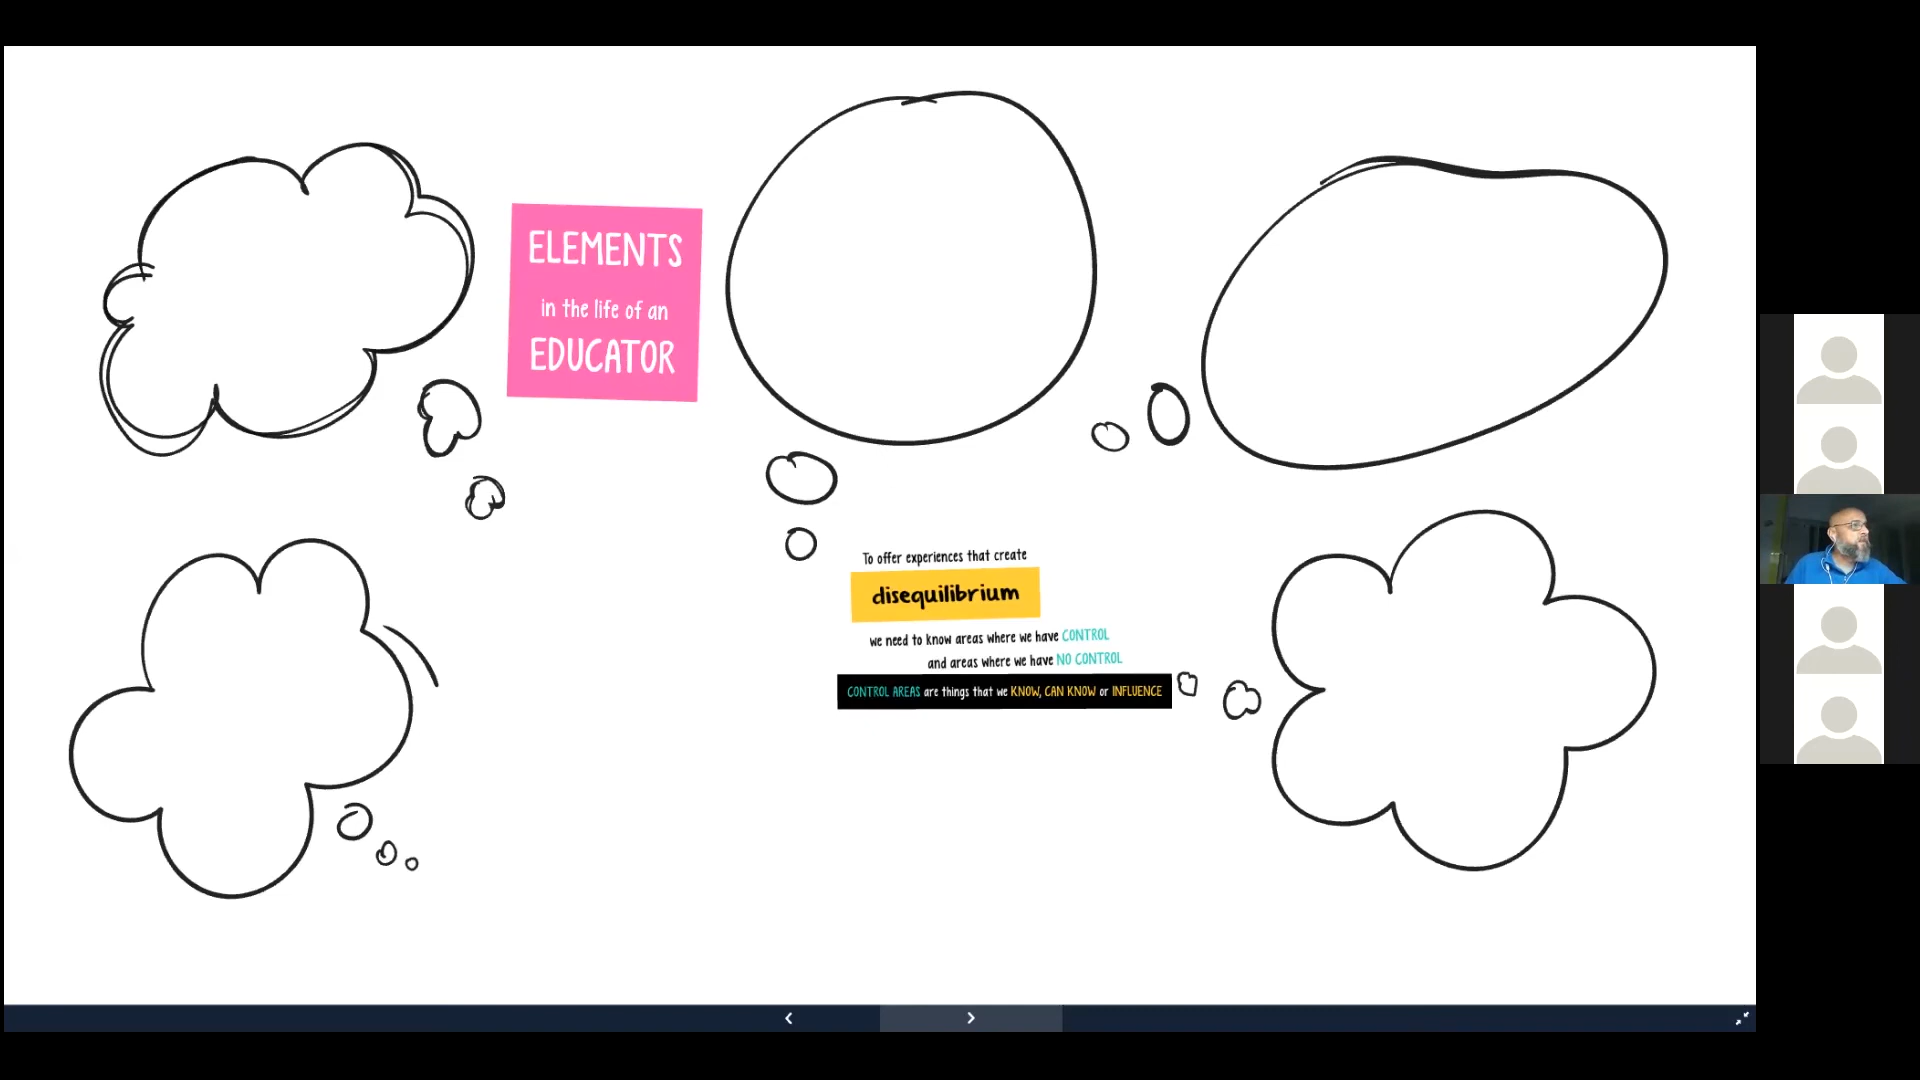 ELEMENTS
in the life of an
EDUCATOR
To offer experiences that create
disequilibrium
we need to know areas where we have CONTROL
and areas where we have NO CONTROL
CONTROL AREAS are things that we KNOW, CAN KNOW or INFLUENCE